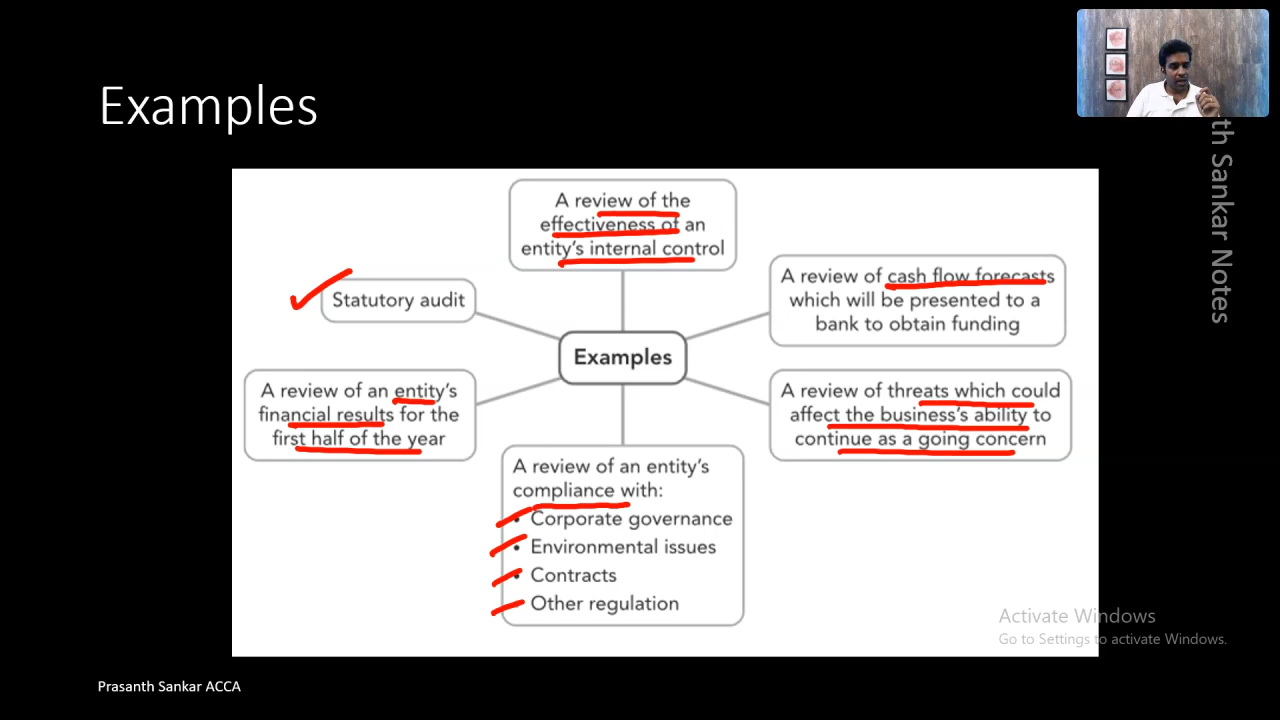 Examples
th Sankar Notes
A review of the
effectiveness of an
entity's internal control
Statutory audit
A review of cash flow forecasts
which will be presented to a
bank to obtain funding
Examples
A review of an entity's
financial results for the
first half of the year
A review of threats which could
affect the business's ability to
continue as a going concern
A review of an entity's
compliance with:
• Corporate governance
• Environmental issues
• Contracts
• Other regulation
Activate Windows
Go to Settings to activate Windows.
Prasanth Sankar ACCA